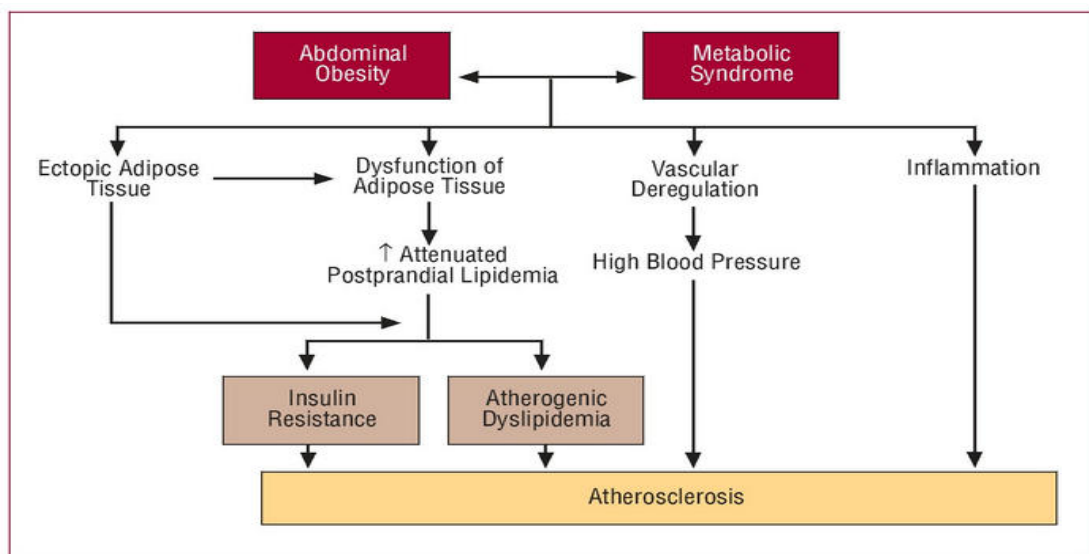 Abdominal
Obesity
Metabolic
Syndrome
Ectopic Adipose
Tissue
Dysfunction of
Adipose Tissue
Vascular
Deregulation
Inflammation
↑ Attenuated
Postprandial Lipidemia
High Blood Pressure
Insulin
Resistance
Atherogenic
Dyslipidemia
Atherosclerosis